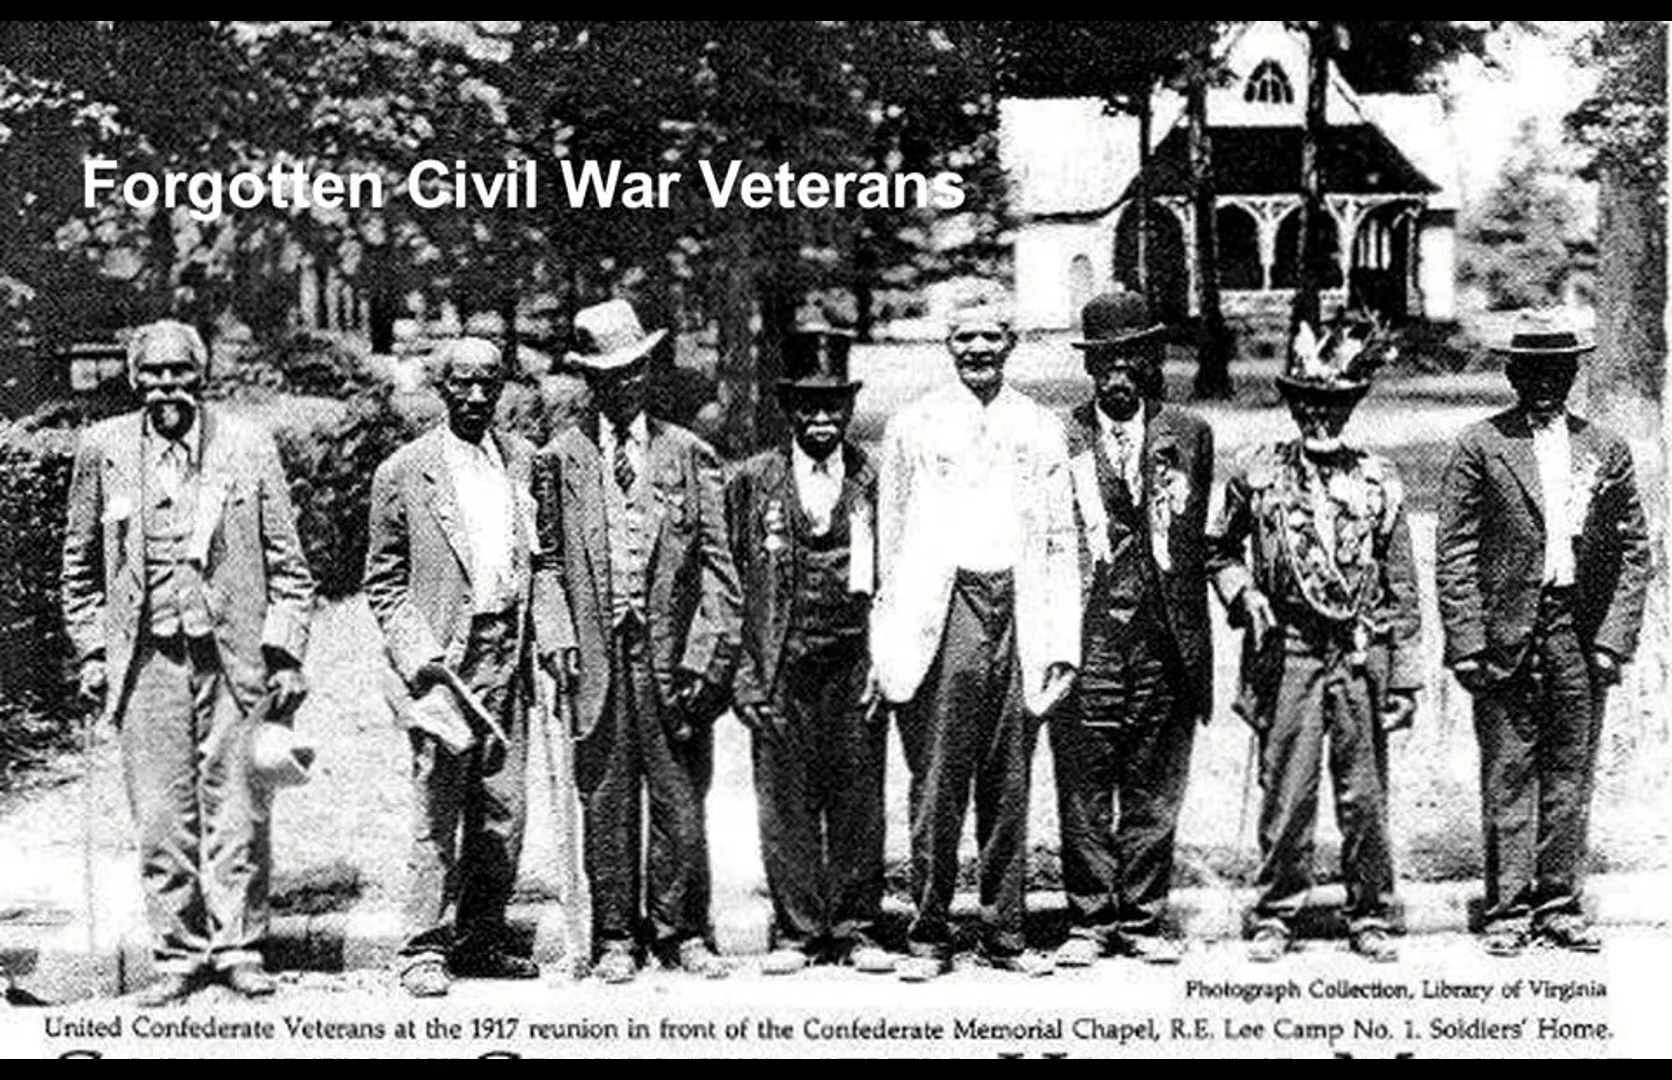 Forgotten Civil War Veterans
Photograph Collection, Library of Virginia
United Confederate Veterans at the 1917 reunion in front of the Confederate Memorial Chapel, R.E. Lee Camp No. 1. Soldiers' Home.